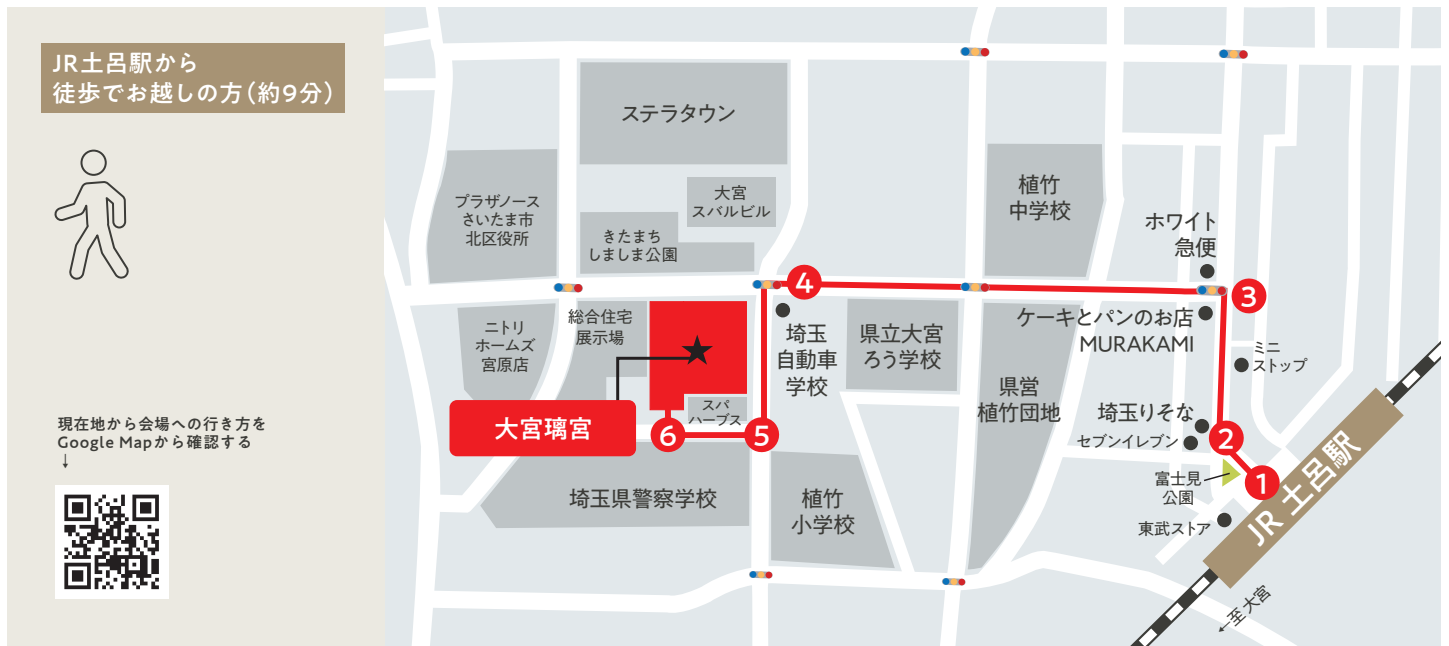 JR土呂駅から
徒歩でお越しの方（約9分）
現在地から会場への行き方を
Google Mapから確認する
↓
ステラタウン
大宮
スバルビル
プラザノース
さいたま市
北区役所
きたまち
しましま公園
植竹
中学校
ホワイト
急便
4
3
ニトリ
ホームズ
宮原店
総合住宅
展示場
★
埼玉
自動車
学校
県立大宮
ろう学校
ケーキとパンのお店
MURAKAMI
ミニ
ストップ
県営
植竹団地
スパ
ハーブス
大宮璃宮
6
5
埼玉りそな
セブンイレブン
2
富士見
公園
1
東武ストア
JR 土呂駅
埼玉県警察学校
植竹
小学校
←至 大宮